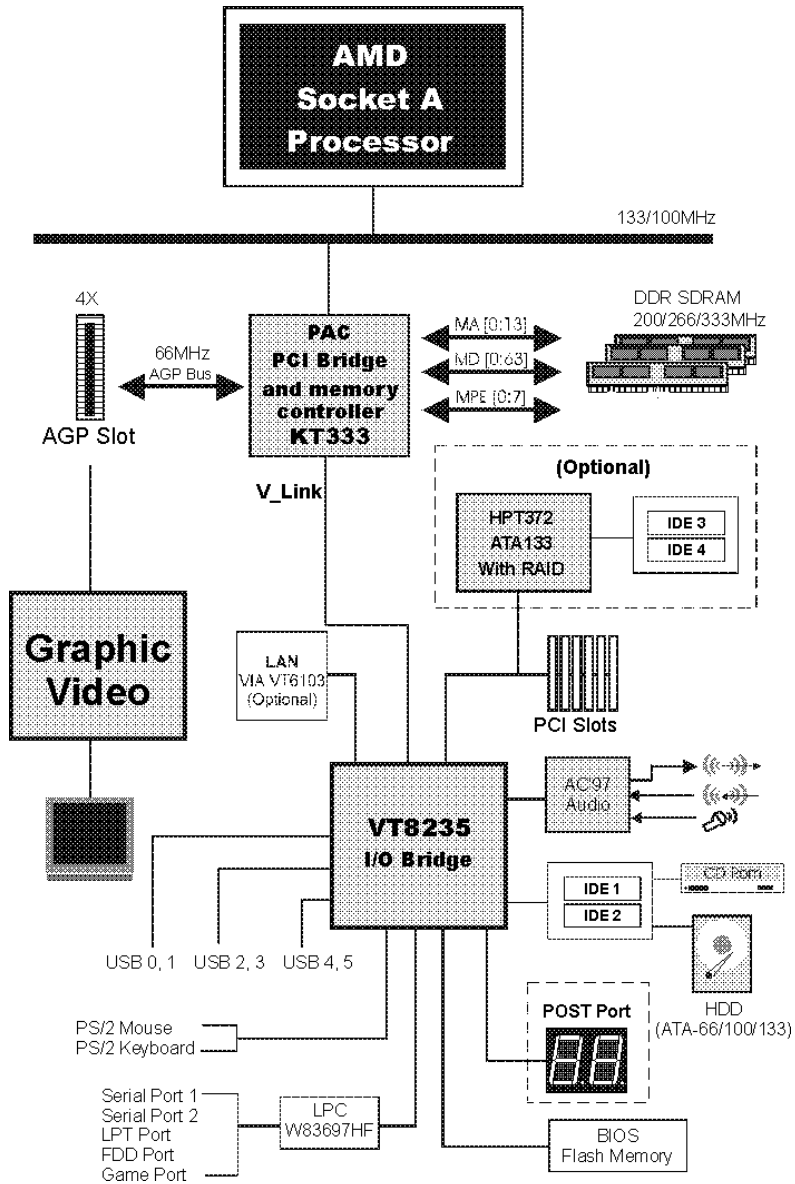 AMD
Socket A
Processor
133/100MHz
4X
66MHz
AGP Bus
AGP Slot
PAC
PCI Bridge
and memory
controller
KT333
MA [0:13]
MD [0:63]
MPE [0:7]
DDR SDRAM
200/266/333MHz
V_Link
(Optional)
HPT372
ATA133
With RAID
IDE 3
IDE 4
Graphic
Video
LAN
VIA VT6103
(Optional)
PCI Slots
VT8235
I/O Bridge
AC'97
Audio
IDE 1
IDE 2
CD Rom
HDD
(ATA-66/100/133)
USB 0, 1
USB 2, 3
USB 4, 5
POST Port
88
PS/2 Mouse
PS/2 Keyboard
Serial Port 1
Serial Port 2
LPT Port
FDD Port
Game Port
LPC
W83697HF
BIOS
Flash Memory